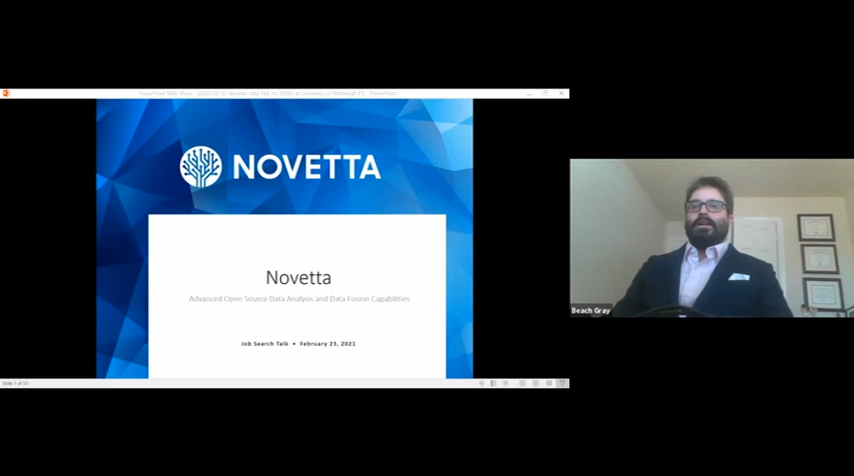 NOVETTA
Novetta
Advanced Open Source Data Analysis and Data Fusion Capabilities
Job Search Talk • February 23, 2021
Beach Gray